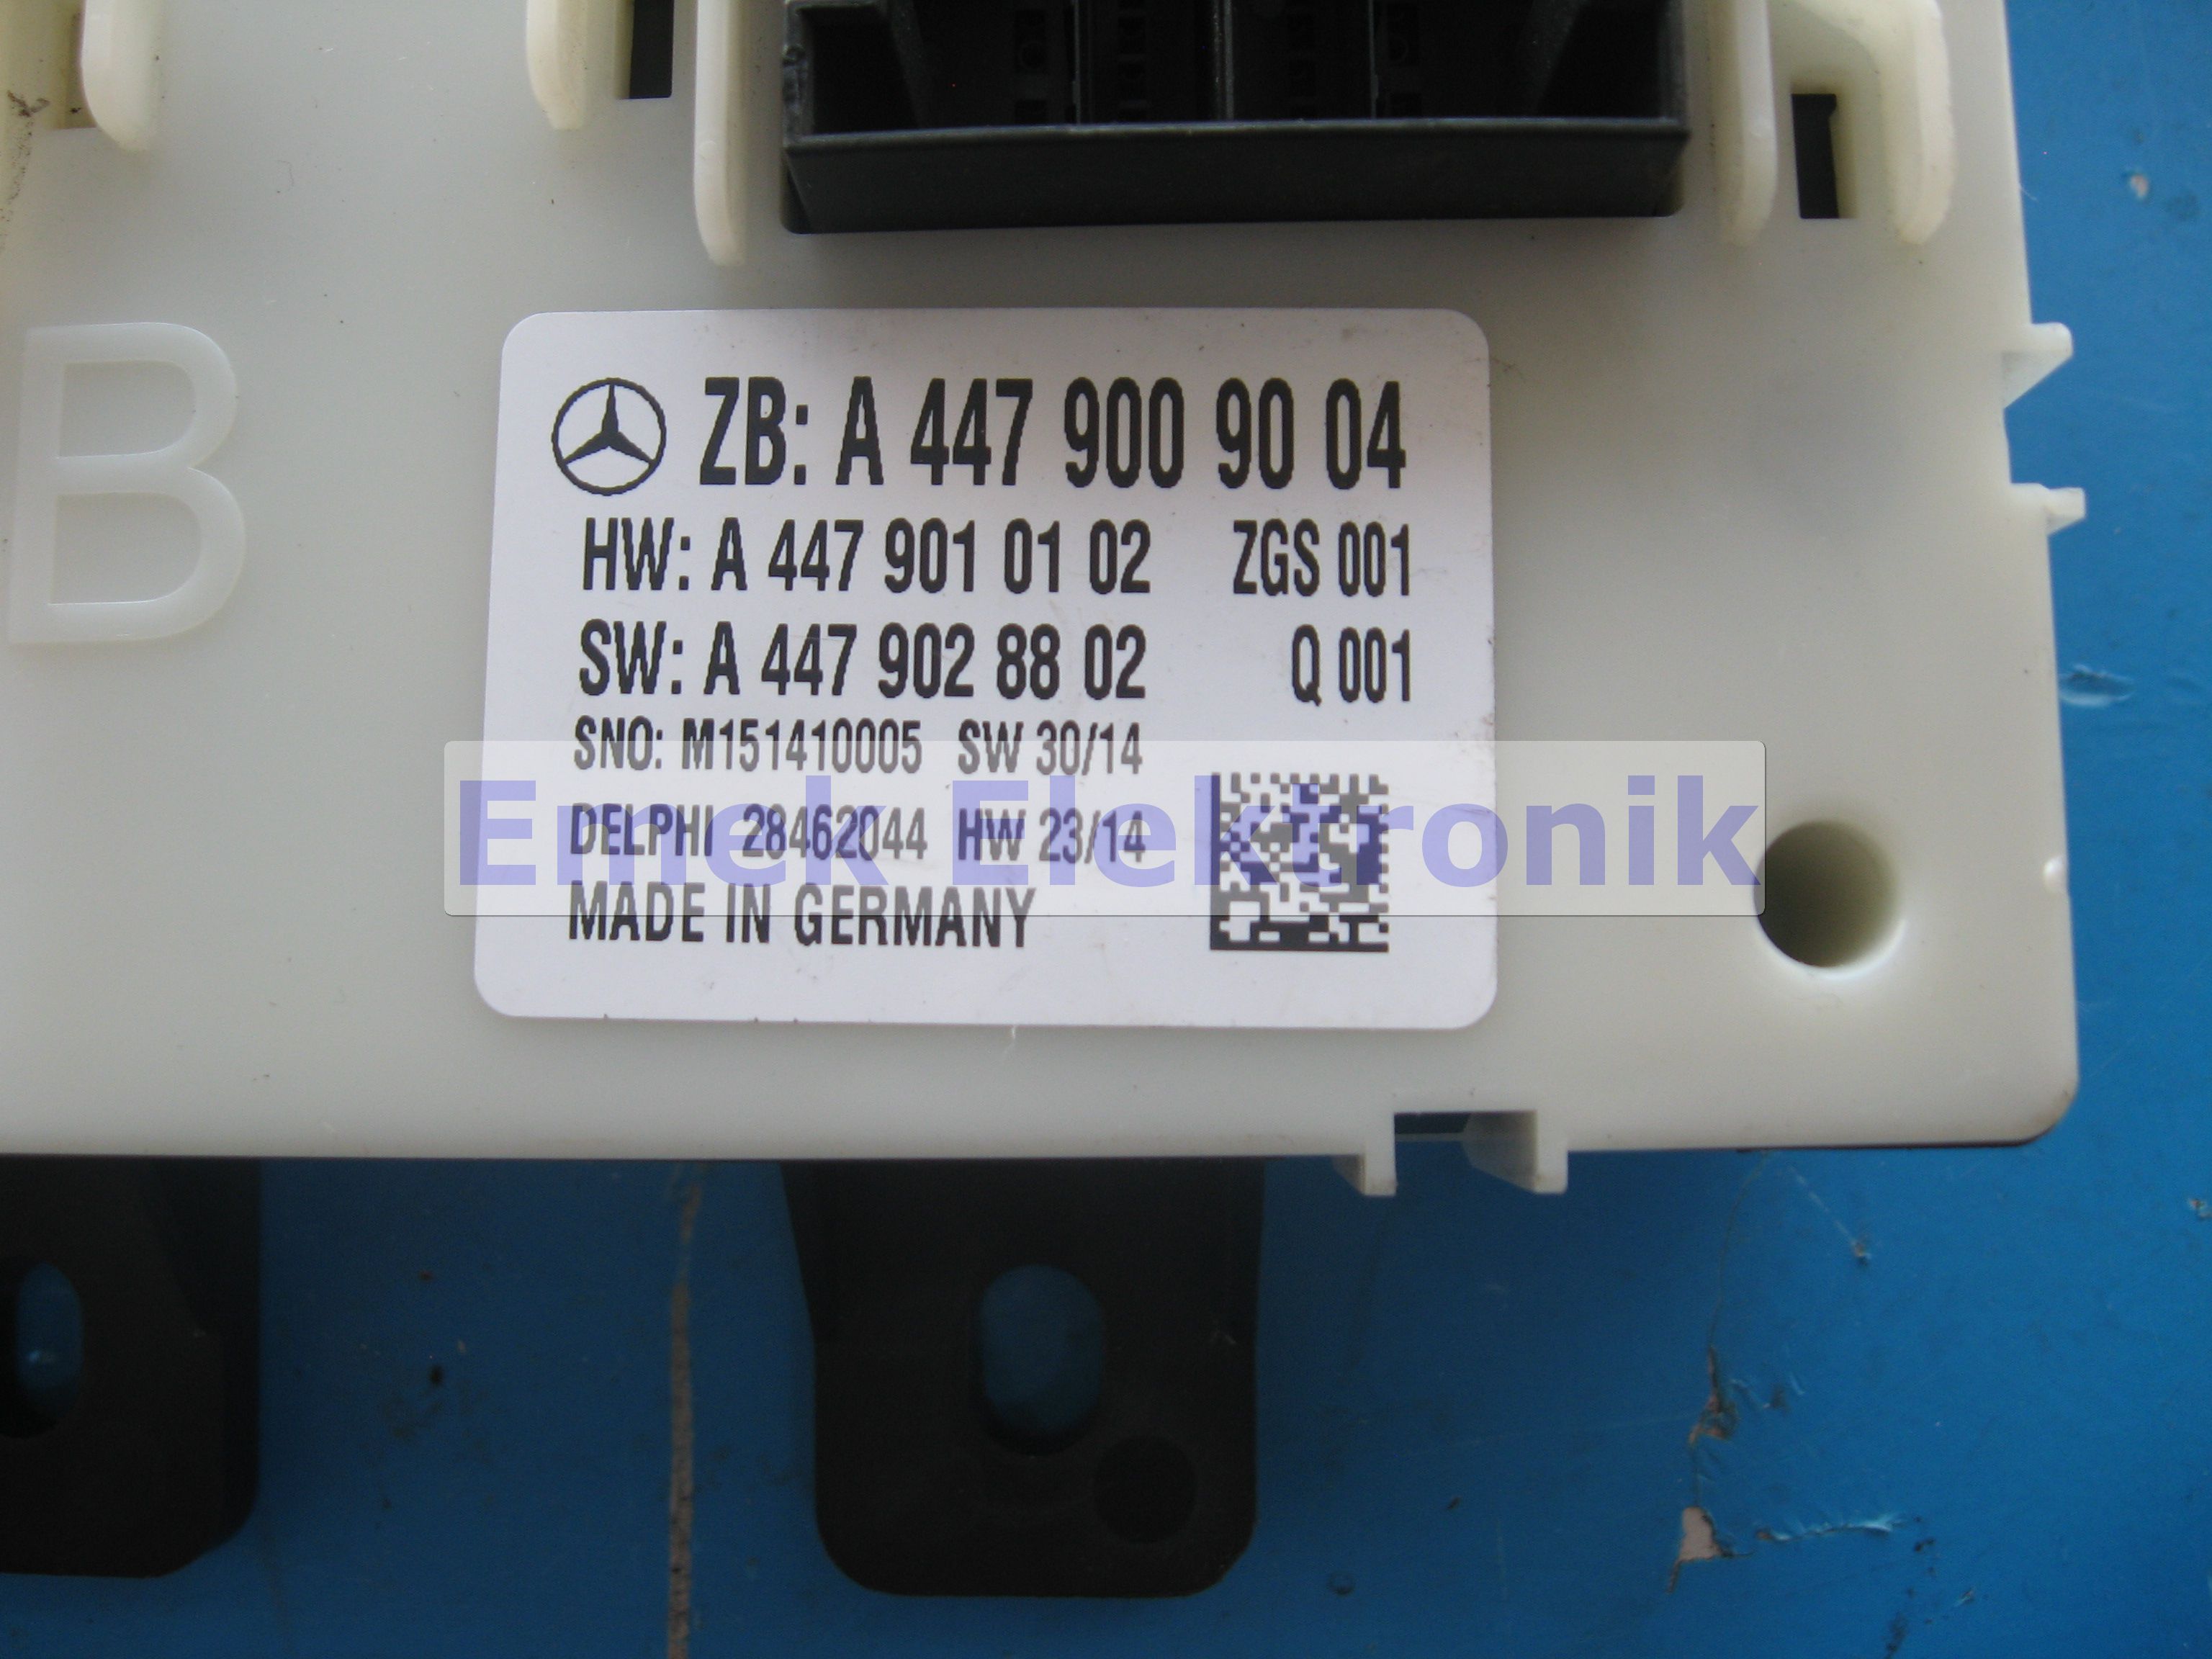 B
ZB: A 447 900 90 04
HW: A 447 901 01 02 ZGS 001
SW: A 447 902 88 02 Q 001
SNO: M151410005 SW 30/14
Emek Elektronik
DELPHI 28462044 HW 23/14
MADE IN GERMANY